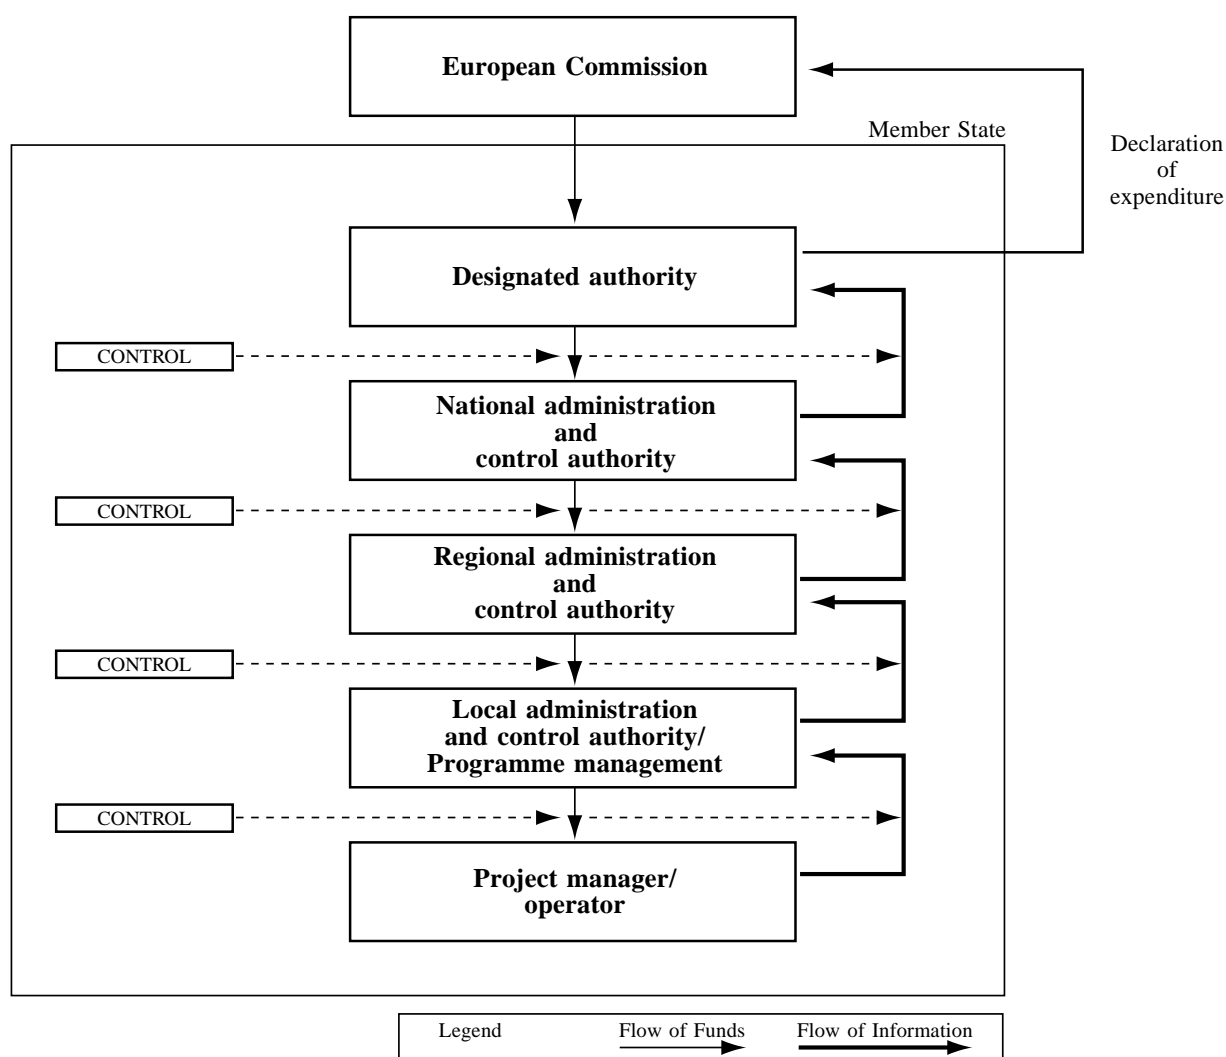 European Commission
Member State
Declaration
of
expenditure
Designated authority
CONTROL
National administration
and
control authority
CONTROL
Regional administration
and
control authority
CONTROL
Local administration
and control authority/
Programme management
CONTROL
Project manager/
operator
Legend
Flow of Funds
Flow of Information